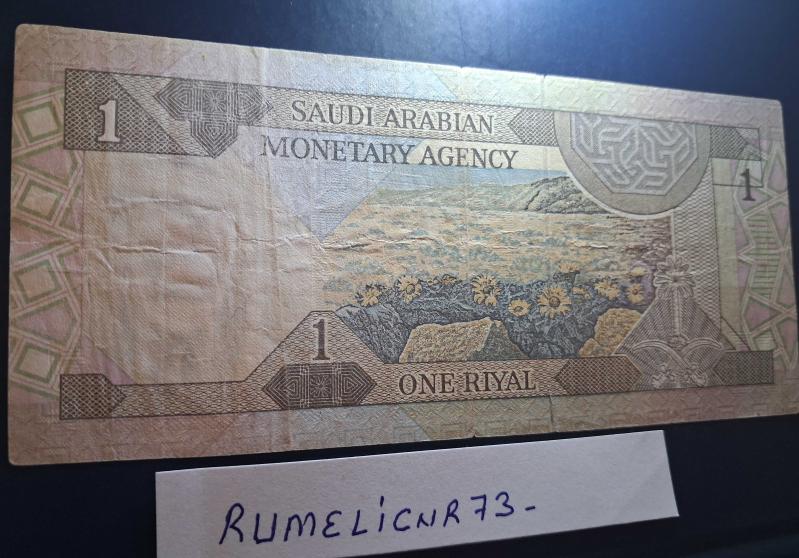 1
SAUDI ARABIAN
MONETARY AGENCY
1
1
ONE RIYAL
RUMELICNR73-